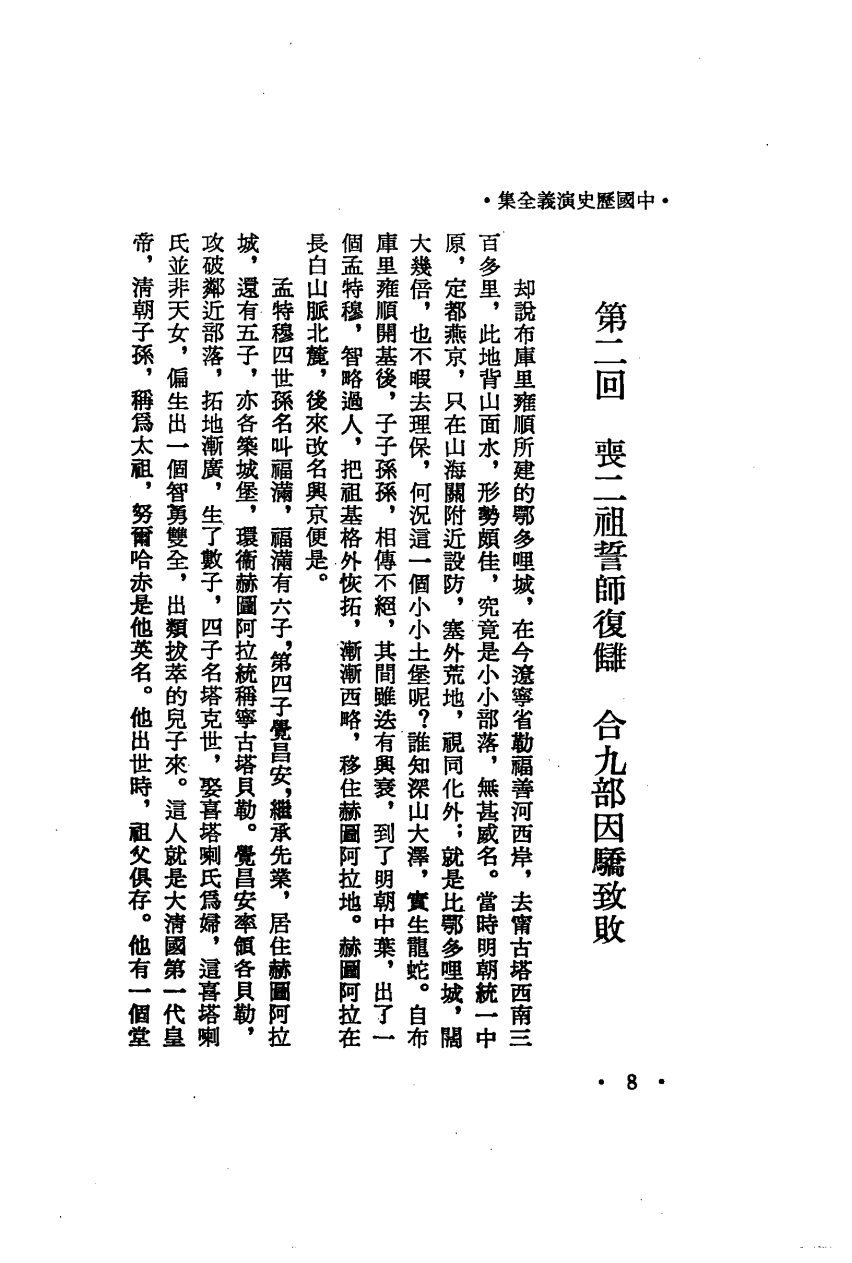 •中國歷史演義全集•
第二回　喪二祖誓師復讎　合九部因驕致敗
却說布庫里雍順所建的鄂多哩城，在今遼寧省勒福善河西岸，去甯古塔西南三
百多里，此地背山面水，形勢頗佳，究竟是小小部落，無甚威名。當時明朝統一中
原，定都燕京，只在山海關附近設防，塞外荒地，視同化外；就是比鄂多哩城，闊
大幾倍，也不暇去理保，何況這一個小小土堡呢？誰知深山大澤，實生龍蛇。自布
庫里雍順開基後，子子孫孫，相傳不絕，其間雖迭有興衰，到了明朝中葉，出了一
個孟特穆，智略過人，把祖基格外恢拓，漸漸西略，移住赫圖阿拉地。赫圖阿拉在
長白山脈北麓，後來改名興京便是。
孟特穆四世孫名叫福滿，福滿有六子，第四子覺昌安，繼承先業，居住赫圖阿拉
城，還有五子，亦各築城堡，環衞赫圖阿拉統稱寧古塔貝勒。覺昌安率領各貝勒，
攻破鄰近部落，拓地漸廣，生了數子，四子名塔克世，娶喜塔喇氏爲婦，這喜塔喇
氏並非天女，偏生出一個智勇雙全，出類拔萃的兒子來。這人就是大清國第一代皇
帝，清朝子孫，稱爲太祖，努爾哈赤是他英名。他出世時，祖父俱存。他有一個堂
•8•